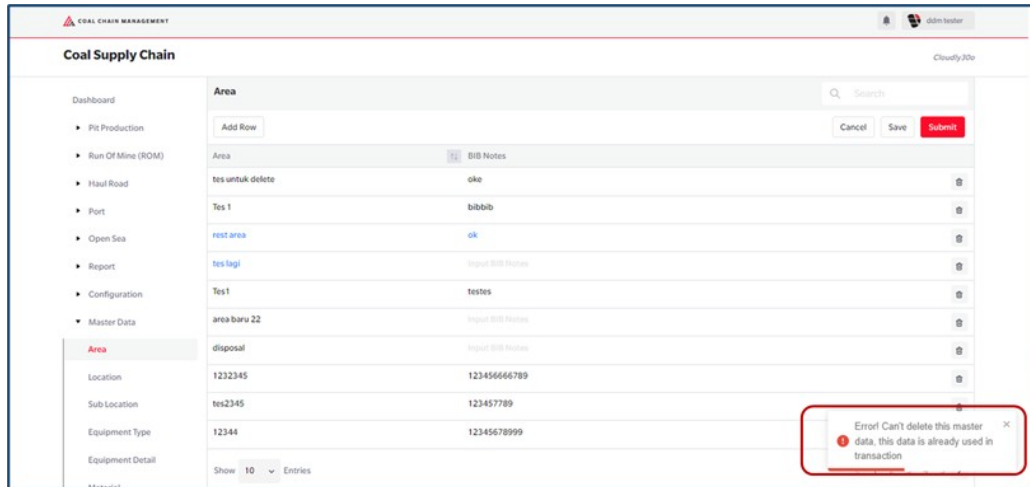 COAL CHAIN MANAGEMENT
ddm tester
Coal Supply Chain
Cloudly30o
Dashboard
Pit Production
Run Of Mine (ROM)
Haul Road
Port
Open Sea
Report
Configuration
Master Data
Area
Location
Sub Location
Equipment Type
Equipment Detail
Material
Area
Search
Add Row
Cancel Save Submit
Area BIB Notes
tes untuk delete oke
Tes 1 bibbib
rest area ok
tes lagi Input BIB Notes
Tes1 testes
area baru 22 Input BIB Notes
disposal Input BIB Notes
1232345 123456666789
tes2345 123457789
12344 12345678999
Show 10 Entries
Error! Can't delete this master
data, this data is already used in
transaction